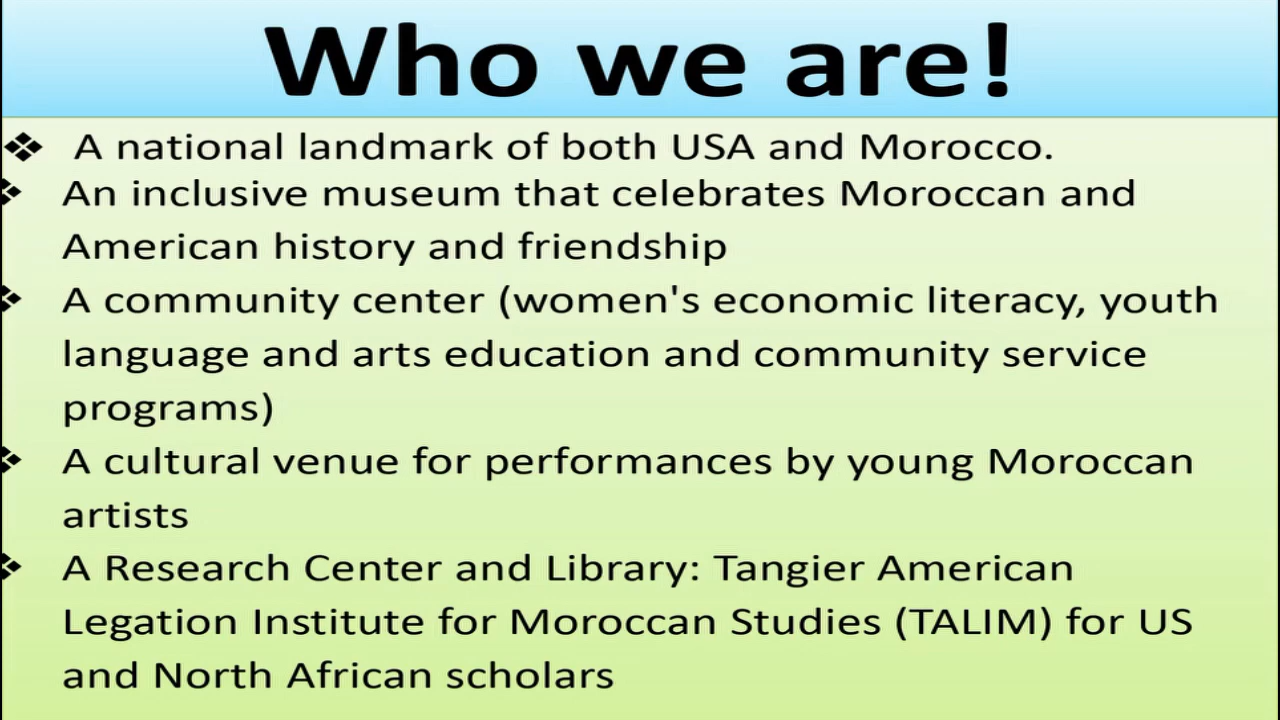 Who we are!
❖ A national landmark of both USA and Morocco.
❖ An inclusive museum that celebrates Moroccan and
American history and friendship
❖ A community center (women's economic literacy, youth
language and arts education and community service
programs)
❖ A cultural venue for performances by young Moroccan
artists
❖ A Research Center and Library: Tangier American
Legation Institute for Moroccan Studies (TALIM) for US
and North African scholars